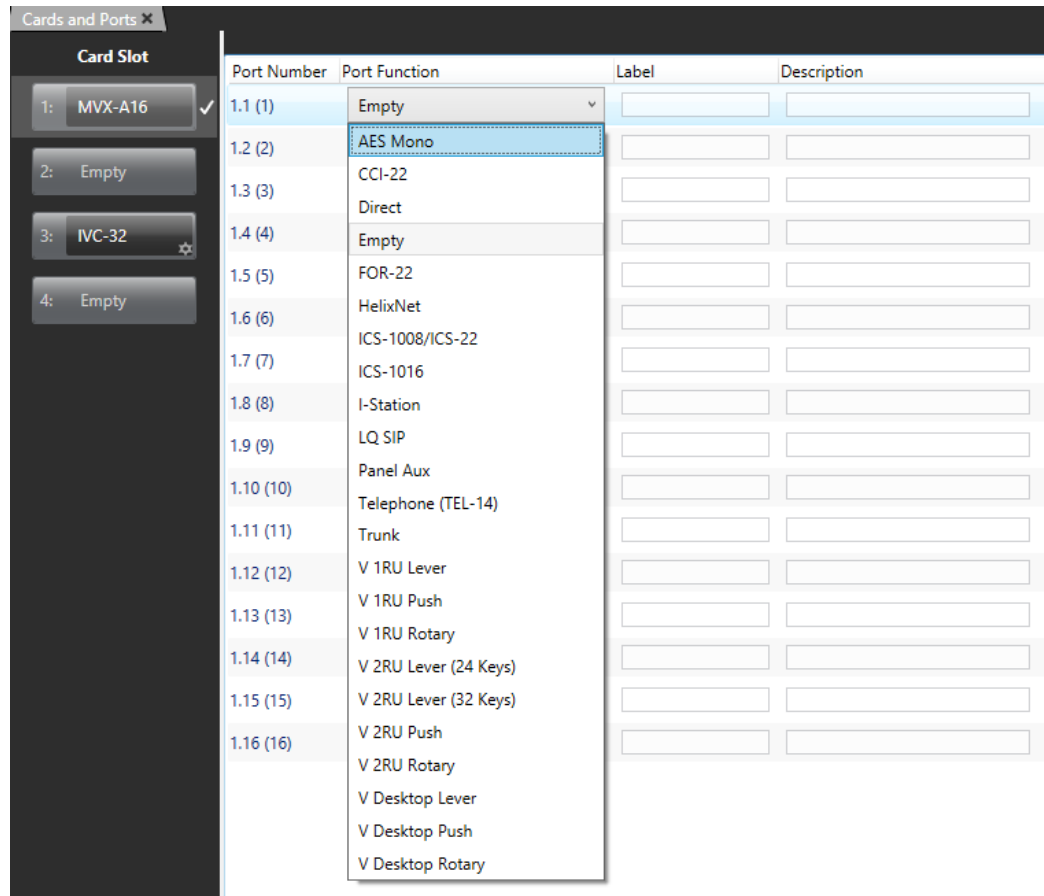 Cards and Ports ×
Card Slot
1: MVX-A16
2: Empty
3: IVC-32
4: Empty
Port Number Port Function Label Description
1.1 (1) Empty
1.2 (2)
1.3 (3)
1.4 (4)
1.5 (5)
1.6 (6)
1.7 (7)
1.8 (8)
1.9 (9)
1.10 (10)
1.11 (11)
1.12 (12)
1.13 (13)
1.14 (14)
1.15 (15)
1.16 (16)
AES Mono
CCI-22
Direct
Empty
FOR-22
HelixNet
ICS-1008/ICS-22
ICS-1016
I-Station
LQ SIP
Panel Aux
Telephone (TEL-14)
Trunk
V 1RU Lever
V 1RU Push
V 1RU Rotary
V 2RU Lever (24 Keys)
V 2RU Lever (32 Keys)
V 2RU Push
V 2RU Rotary
V Desktop Lever
V Desktop Push
V Desktop Rotary